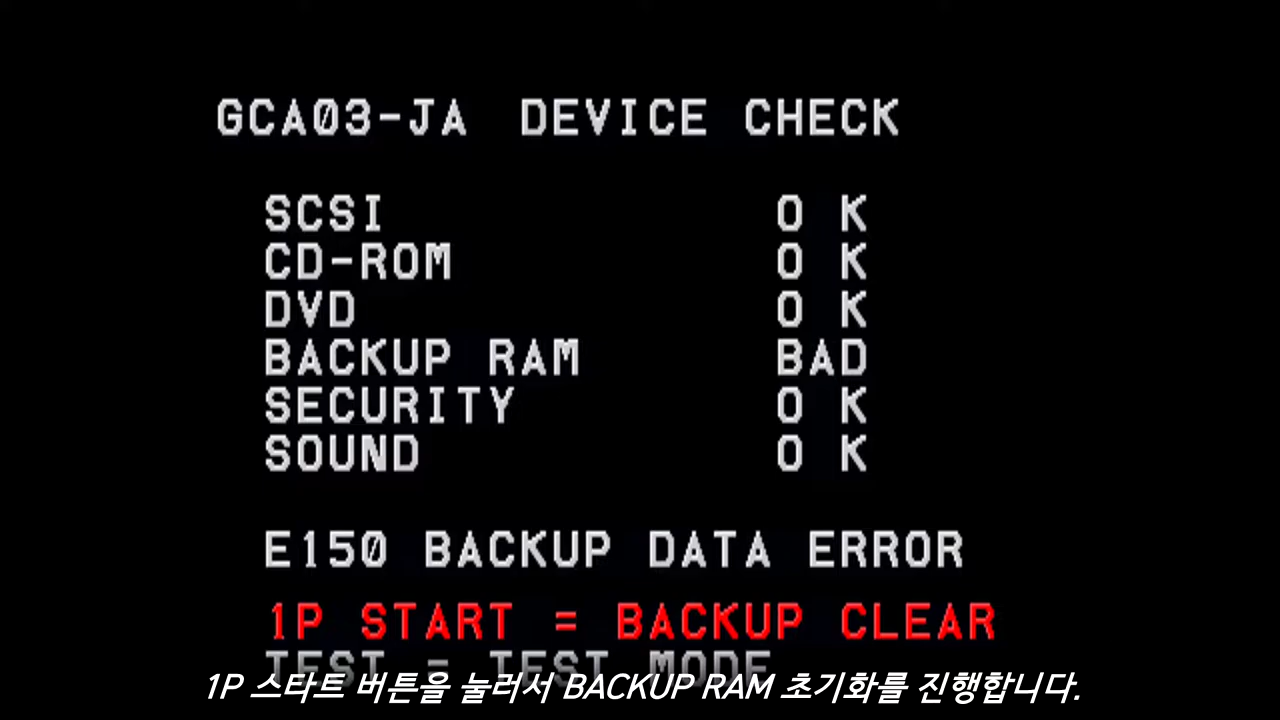 GCA03-JA DEVICE CHECK
SCSI O K
CD-ROM O K
DVD O K
BACKUP RAM BAD
SECURITY O K
SOUND O K
E150 BACKUP DATA ERROR
1P START = BACKUP CLEAR
TEST = TEST MODE
1P 스타트 버튼을 눌러서 BACKUP RAM 초기화를 진행합니다.